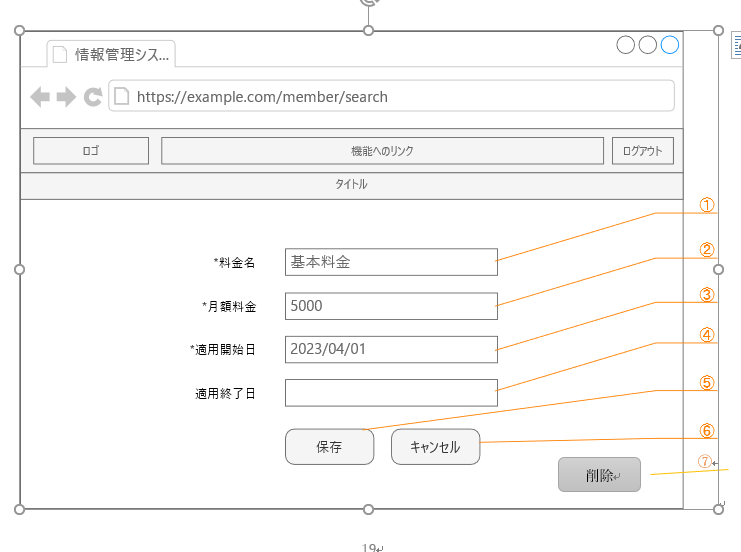 情報管理シス...
https://example.com/member/search
ロゴ 機能へのリンク ログアウト
タイトル
①
*料金名 基本料金
②
*月額料金 5000
③
*適用開始日 2023/04/01
④
適用終了日
⑤
保存 キャンセル
⑥
⑦
削除
19